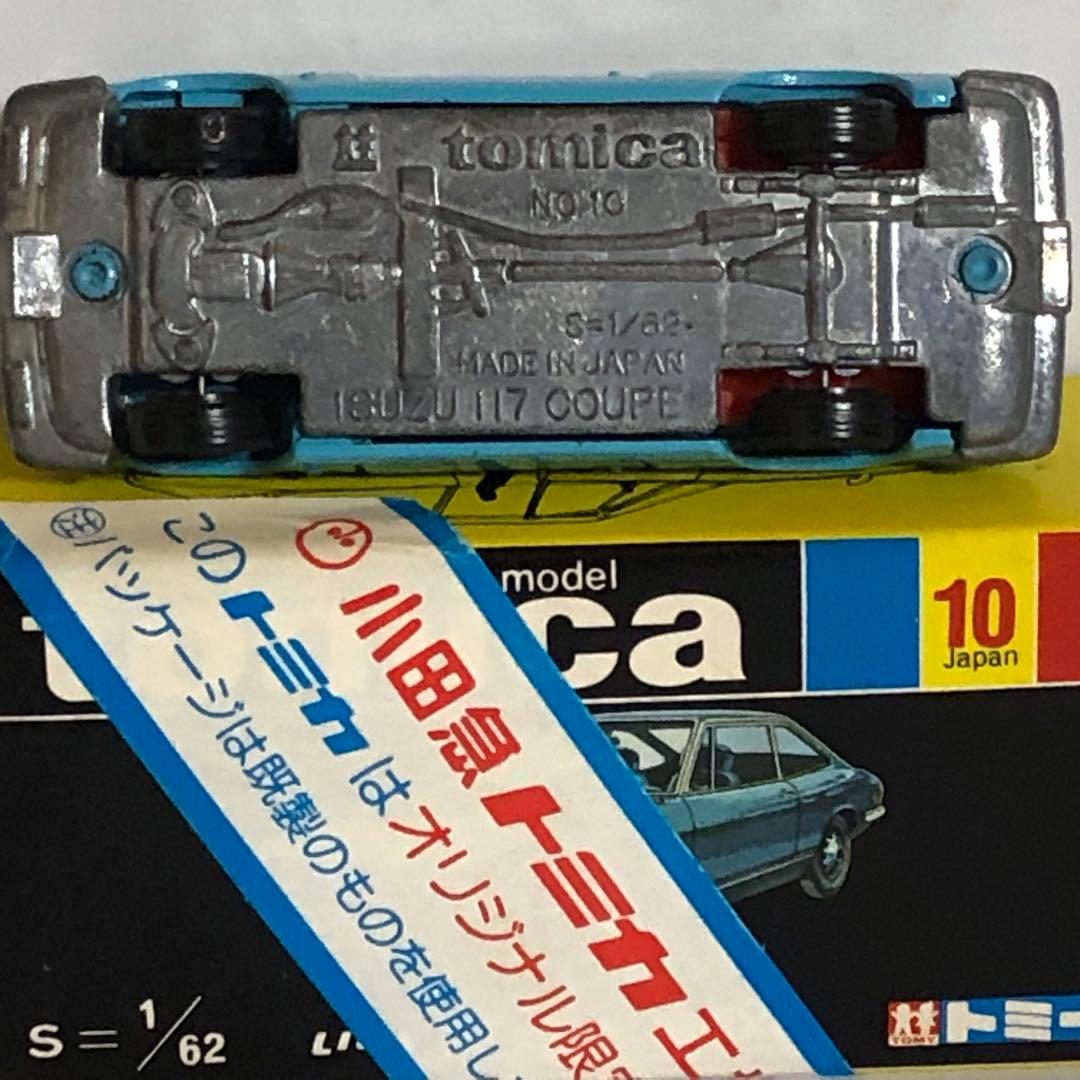 tomica
NO.10
S=1/62
MADE IN JAPAN
ISUZU 117 COUPE
小田急トミカ
このトミカはオリジナル限
パッケージは既製のものを使用し
model
ca
10
Japan
S = 1/62
TOMY
トミー